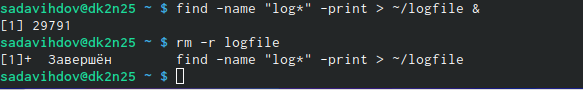 sadavihdov@dk2n25 ~ $ find -name "log*" -print > ~/logfile &
[1] 29791
sadavihdov@dk2n25 ~ $ rm -r logfile
[1]+  Завершён        find -name "log*" -print > ~/logfile
sadavihdov@dk2n25 ~ $